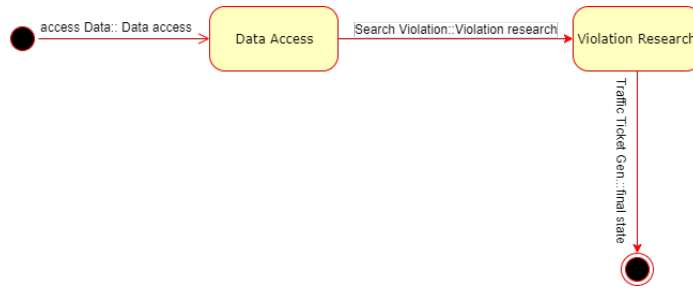 access Data:: Data access
Data Access
Search Violation::Violation research
Violation Research
Traffic Ticket Gen...::final state